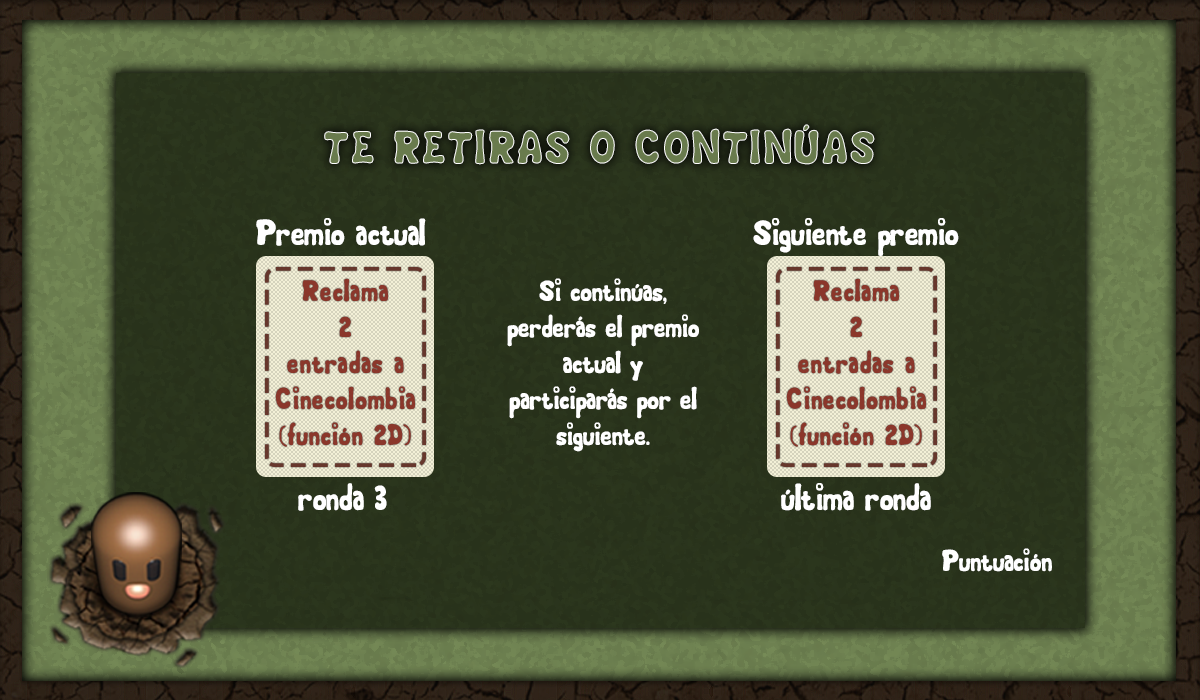 TE RETIRAS O CONTINÚAS
Premio actual
Reclama
2
entradas a
Cinecolombia
(función 2D)
ronda 3
Si continúas,
perderás el premio
actual y
participarás por el
siguiente.
Siguiente premio
Reclama
2
entradas a
Cinecolombia
(función 2D)
última ronda
Puntuación